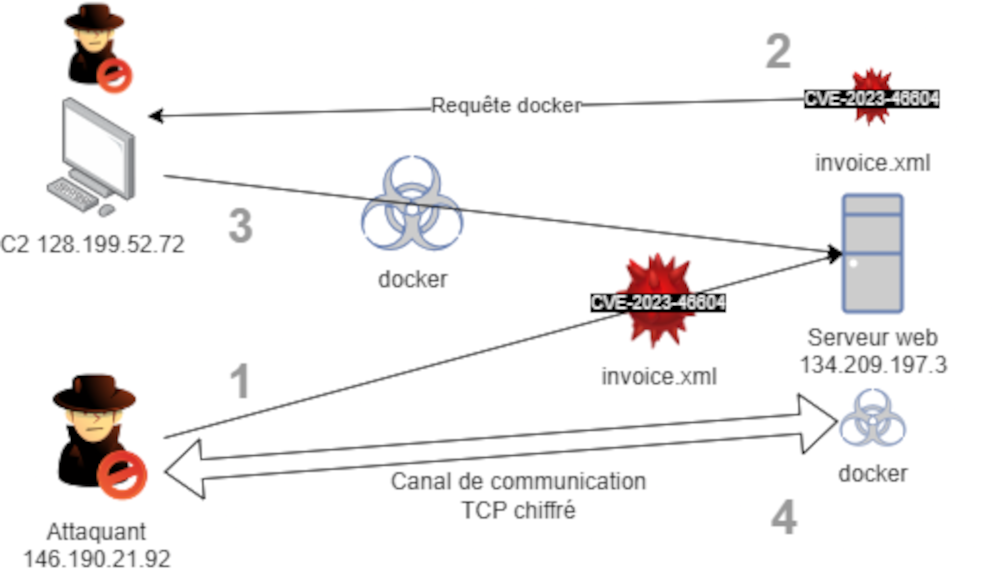 2
CVE-2023-46604
Requête docker
invoice.xml
3
C2 128.199.52.72
docker
CVE-2023-46604
invoice.xml
Serveur web
134.209.197.3
1
docker
Canal de communication
TCP chiffré
4
Attaquant
146.190.21.92